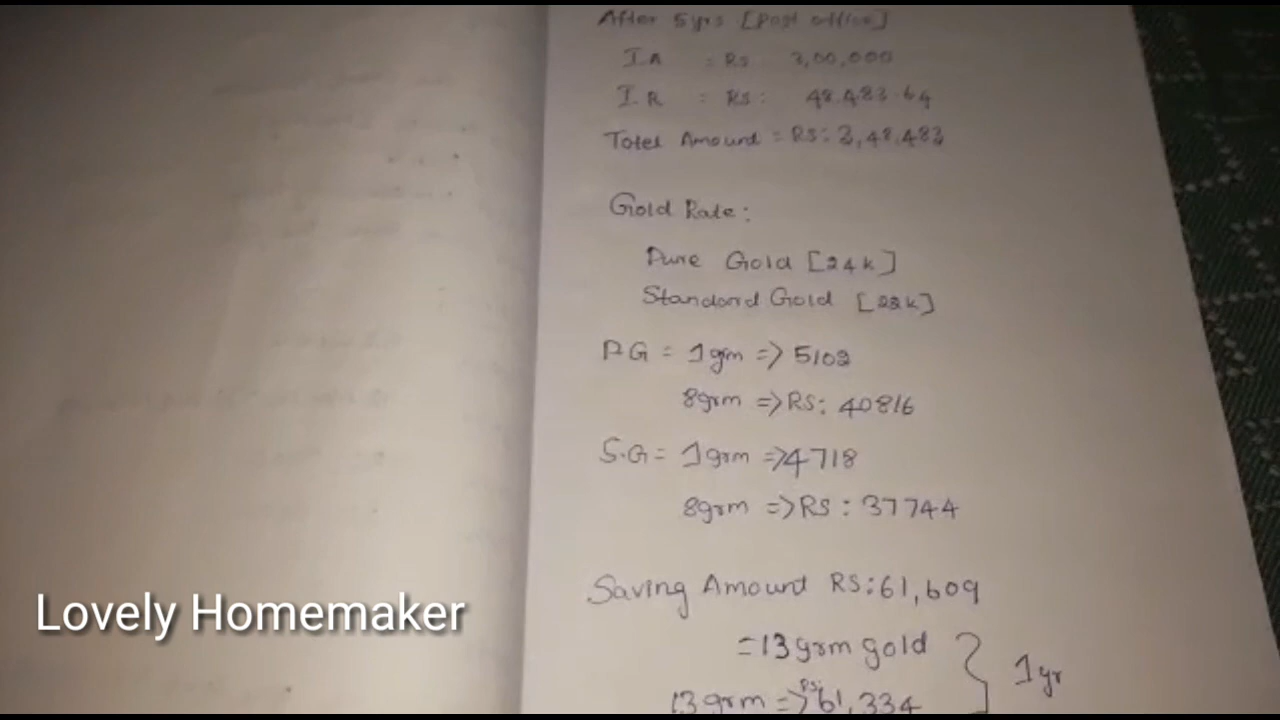 After 5yrs [post office]
I A = Rs 3,00,000
I R = Rs: 48.483.64
Total Amount = Rs: 3,48,483
Gold Rate:
Pure Gold [24k]
Standard Gold [22k]
P.G = 1gm => 5102
8grm => Rs: 40816
S.G = 1grm => 4718
8grm => Rs: 37744
Saving Amount Rs: 61,609
= 13grm gold
1yr
13grm => Rs: 61,334
Lovely Homemaker